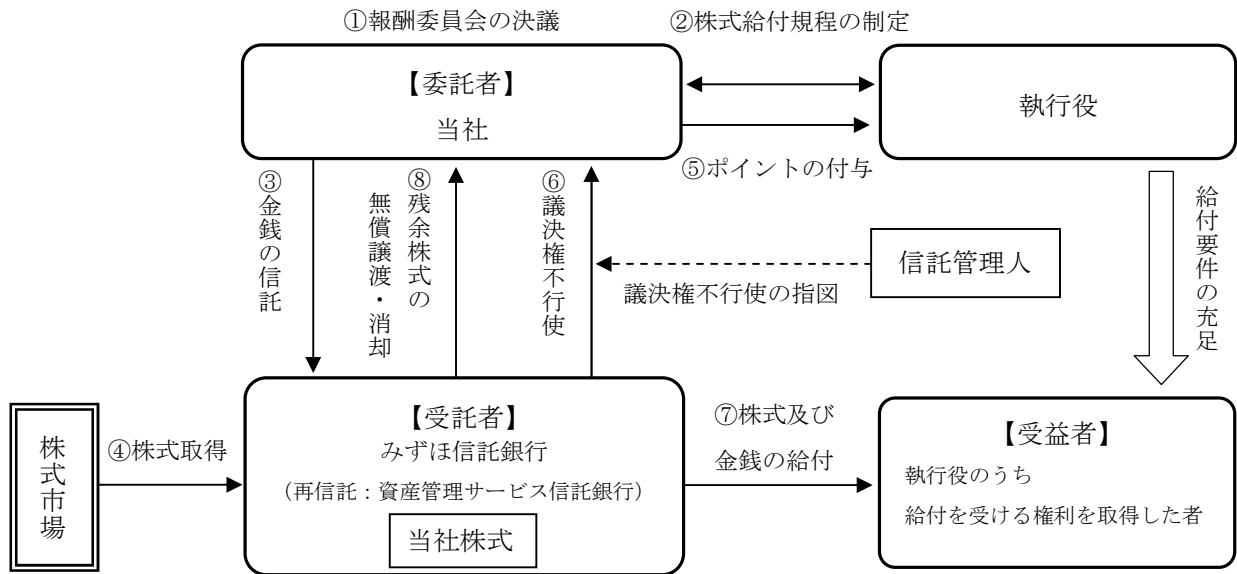 ①報酬委員会の決議
②株式給付規程の制定
【委託者】
当社
執行役
⑤ポイントの付与
③金銭の信託
⑧残余株式の
無償譲渡・消却
⑥議決権不行使
信託管理人
議決権不行使の指図
給付要件の充足
株式市場
④株式取得
【受託者】
みずほ信託銀行
（再信託：資産管理サービス信託銀行）
当社株式
⑦株式及び
金銭の給付
【受益者】
執行役のうち
給付を受ける権利を取得した者